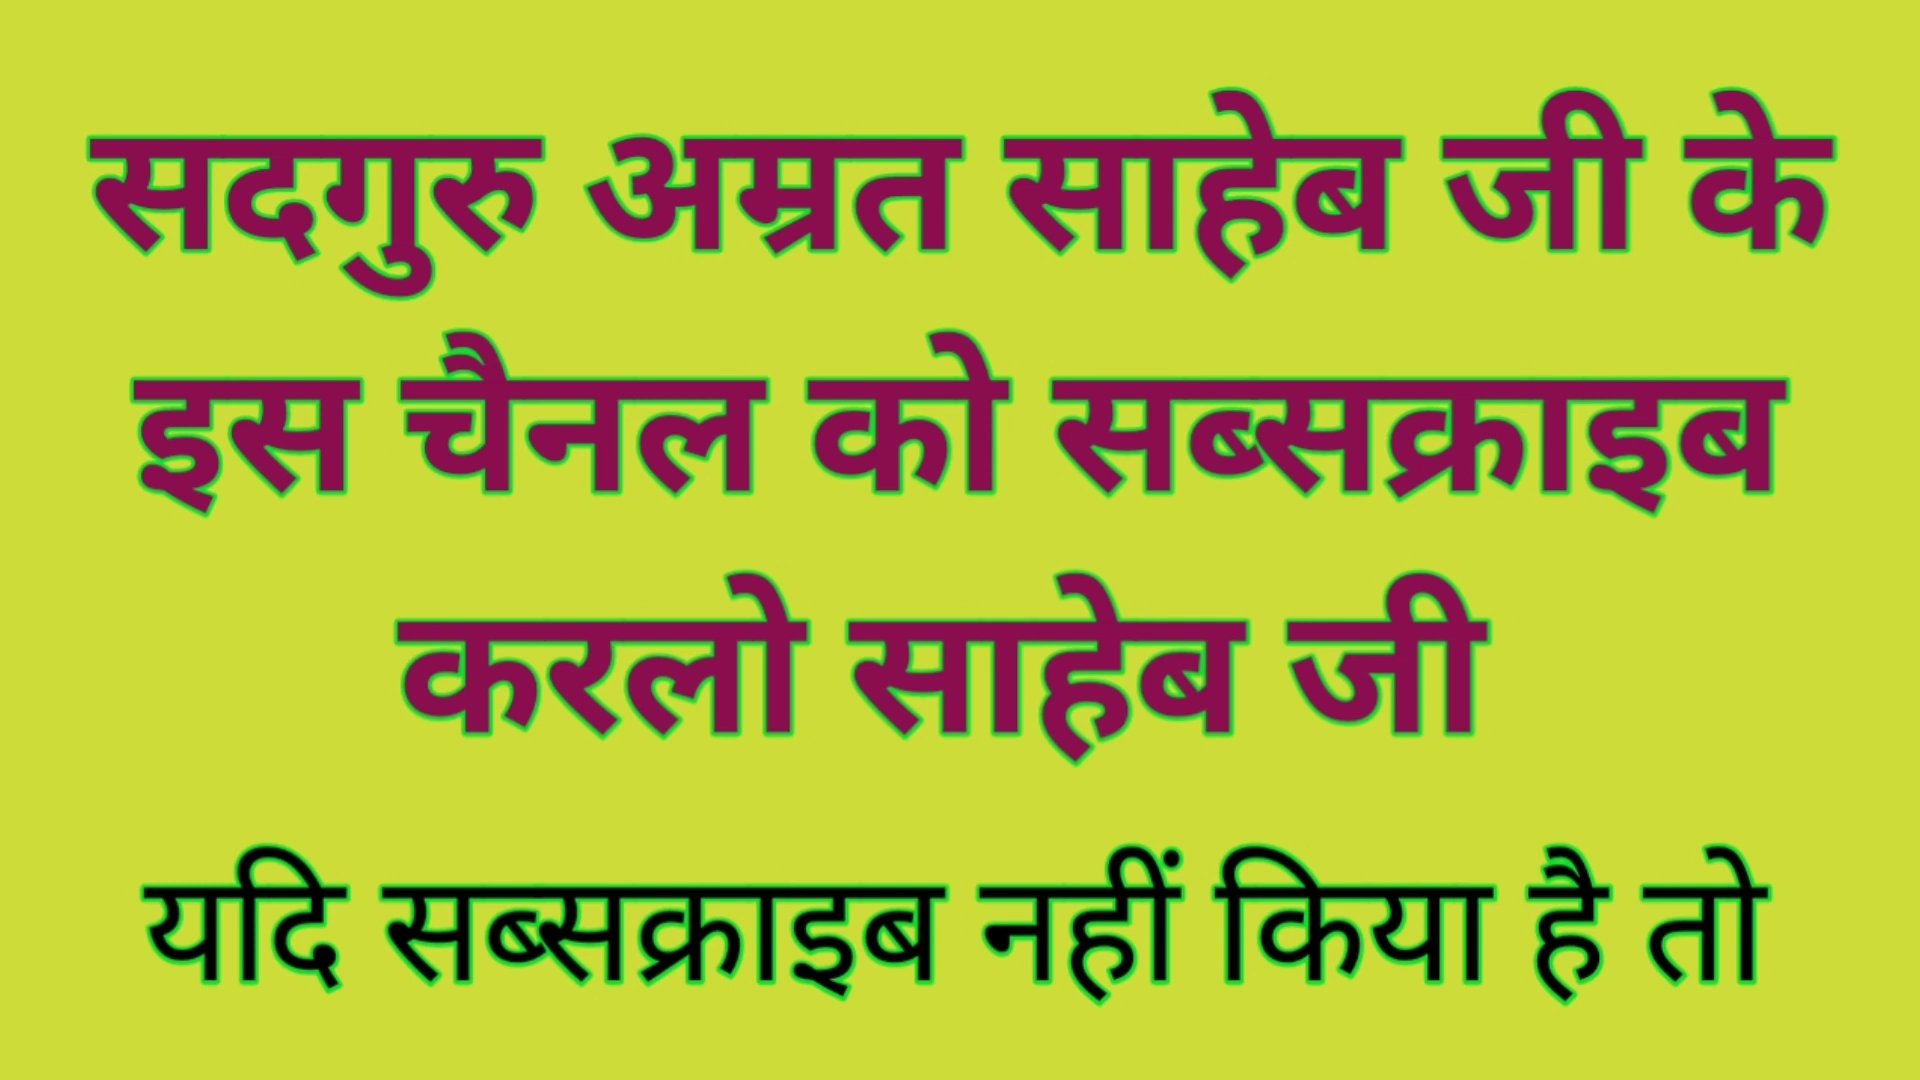 सदगुरु अम्रत साहेब जी के
इस चैनल को सब्सक्राइब
करलो साहेब जी
यदि सब्सक्राइब नहीं किया है तो